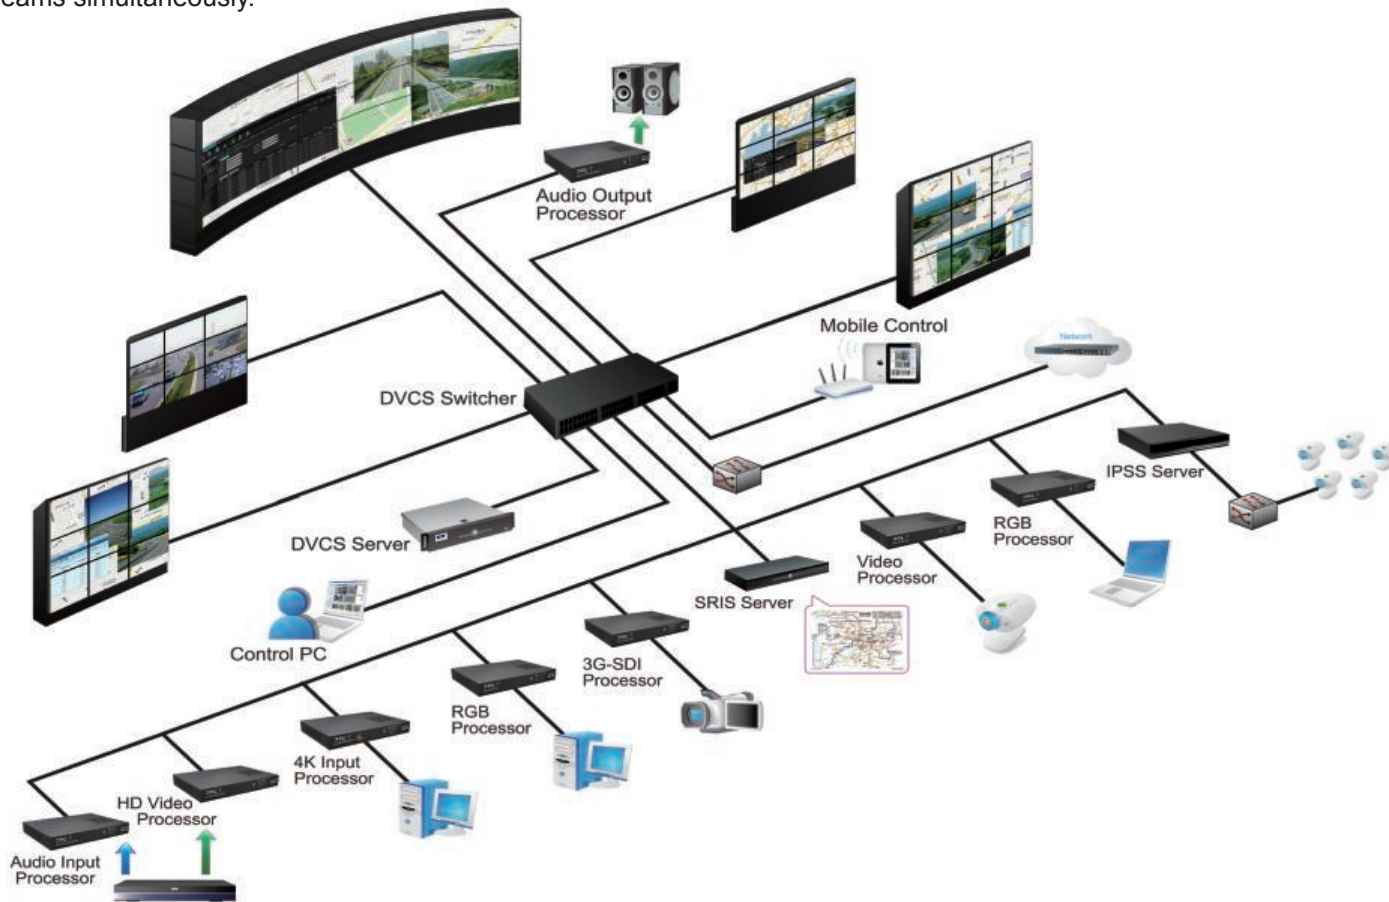 eams simultaneously.
Audio Output
Processor
Mobile Control
Network
DVCS Switcher
IPSS Server
RGB
Processor
DVCS Server
Video
Processor
SRIS Server
Control PC
3G-SDI
Processor
RGB
Processor
4K Input
Processor
HD Video
Processor
Audio Input
Processor